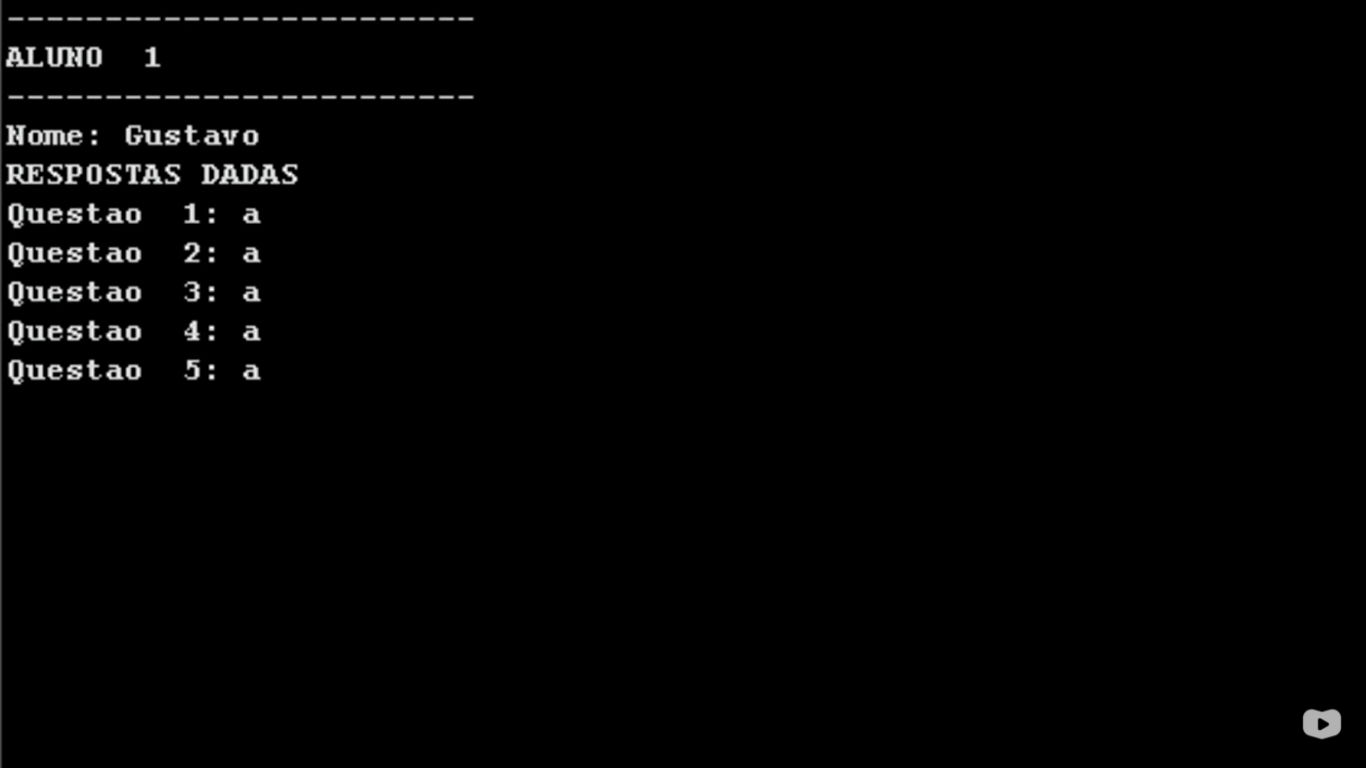 ------------------------
ALUNO  1
------------------------
Nome: Gustavo
RESPOSTAS DADAS
Questao  1: a
Questao  2: a
Questao  3: a
Questao  4: a
Questao  5: a